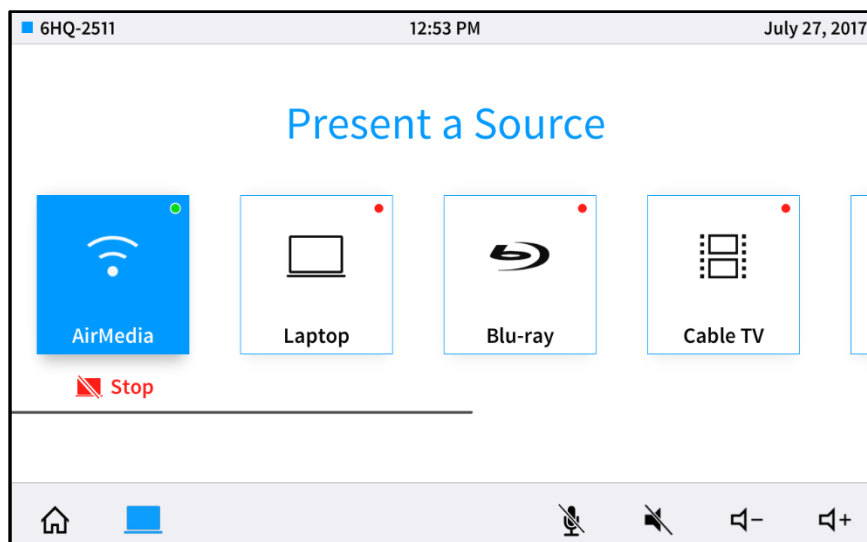 6HQ-2511 12:53 PM July 27, 2017
Present a Source
AirMedia Laptop Blu-ray Cable TV
Stop